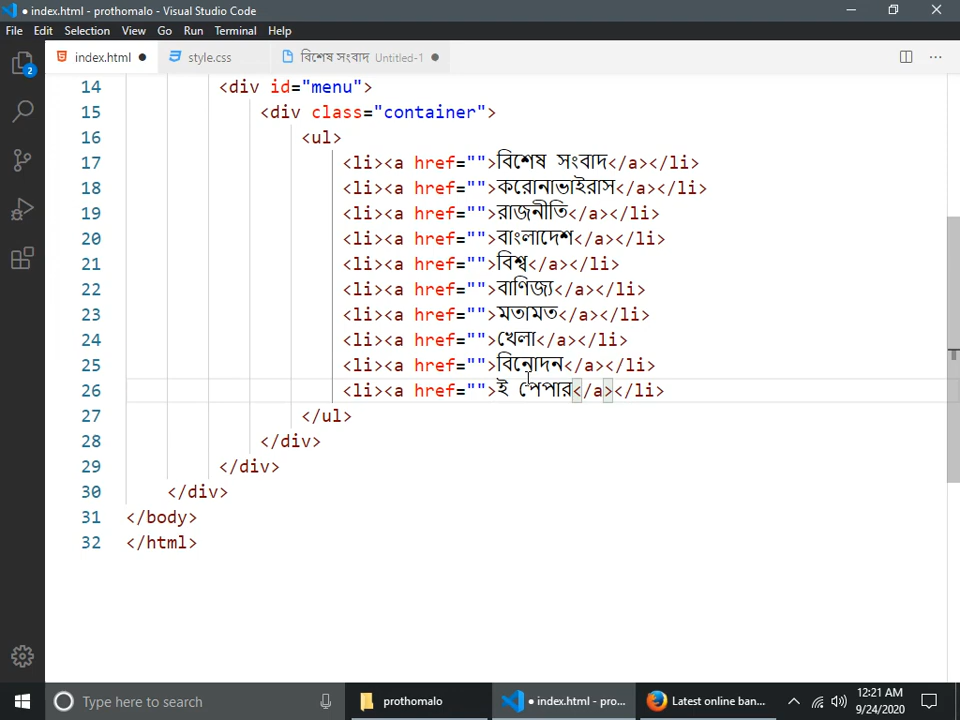 ● index.html - prothomalo - Visual Studio Code
File Edit Selection View Go Run Terminal Help
index.html ● style.css বিশেষ সংবাদ Untitled-1 ●
14 <div id="menu">
15 <div class="container">
16 <ul>
17 <li><a href="">বিশেষ সংবাদ</a></li>
18 <li><a href="">করোনাভাইরাস</a></li>
19 <li><a href="">রাজনীতি</a></li>
20 <li><a href="">বাংলাদেশ</a></li>
21 <li><a href="">বিশ্ব</a></li>
22 <li><a href="">বাণিজ্য</a></li>
23 <li><a href="">মতামত</a></li>
24 <li><a href="">খেলা</a></li>
25 <li><a href="">বিনোদন</a></li>
26 <li><a href="">ই পেপার</a></li>
27 </ul>
28 </div>
29 </div>
30 </div>
31 </body>
32 </html>
2
Type here to search prothomalo ● index.html - pro... Latest online ban... 12:21 AM
9/24/2020